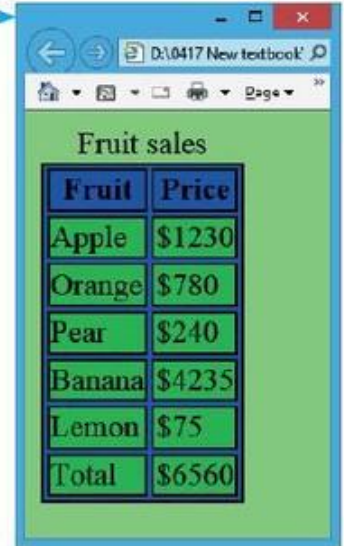 D:\0417 New textbook'
Page
Fruit sales
Fruit Price
Apple $1230
Orange $780
Pear $240
Banana $4235
Lemon $75
Total $6560